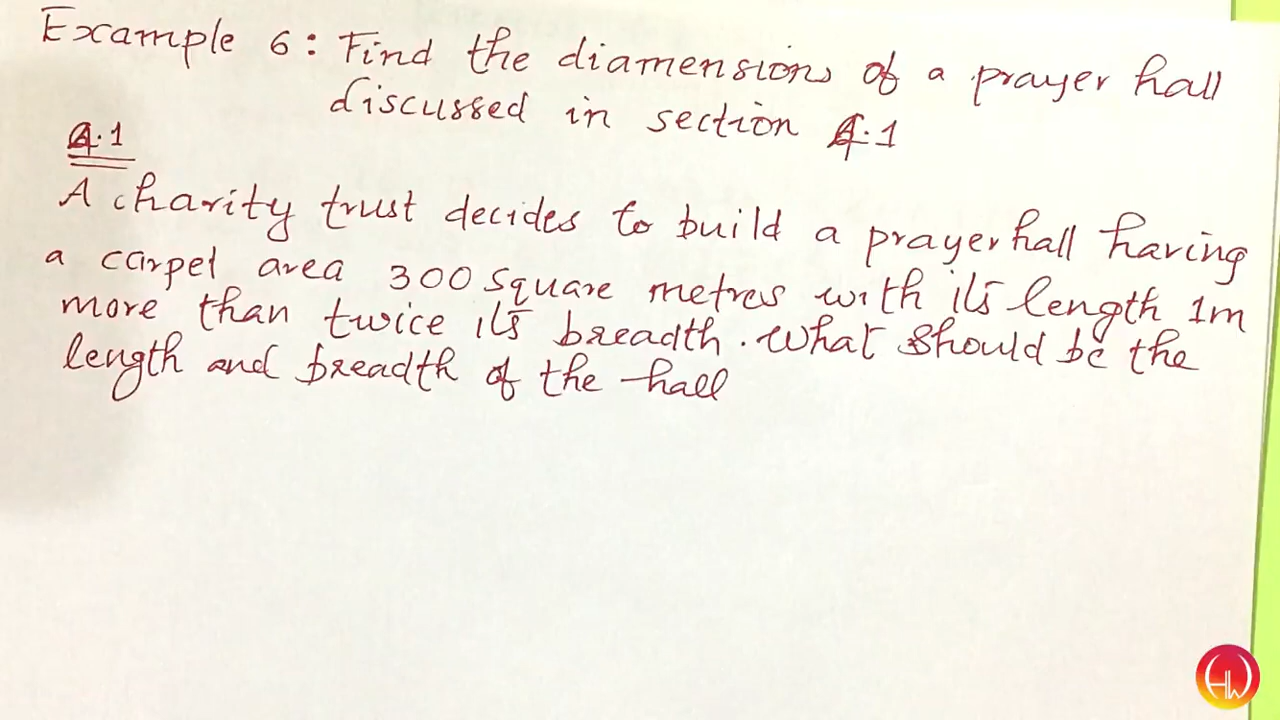 Example 6: Find the diamensions of a prayer hall
discussed in section 4.1
4.1
A charity trust decides to build a prayer hall having
a carpet area 300 square metres with its length 1m
more than twice its breadth. What should be the
length and breadth of the hall
HW